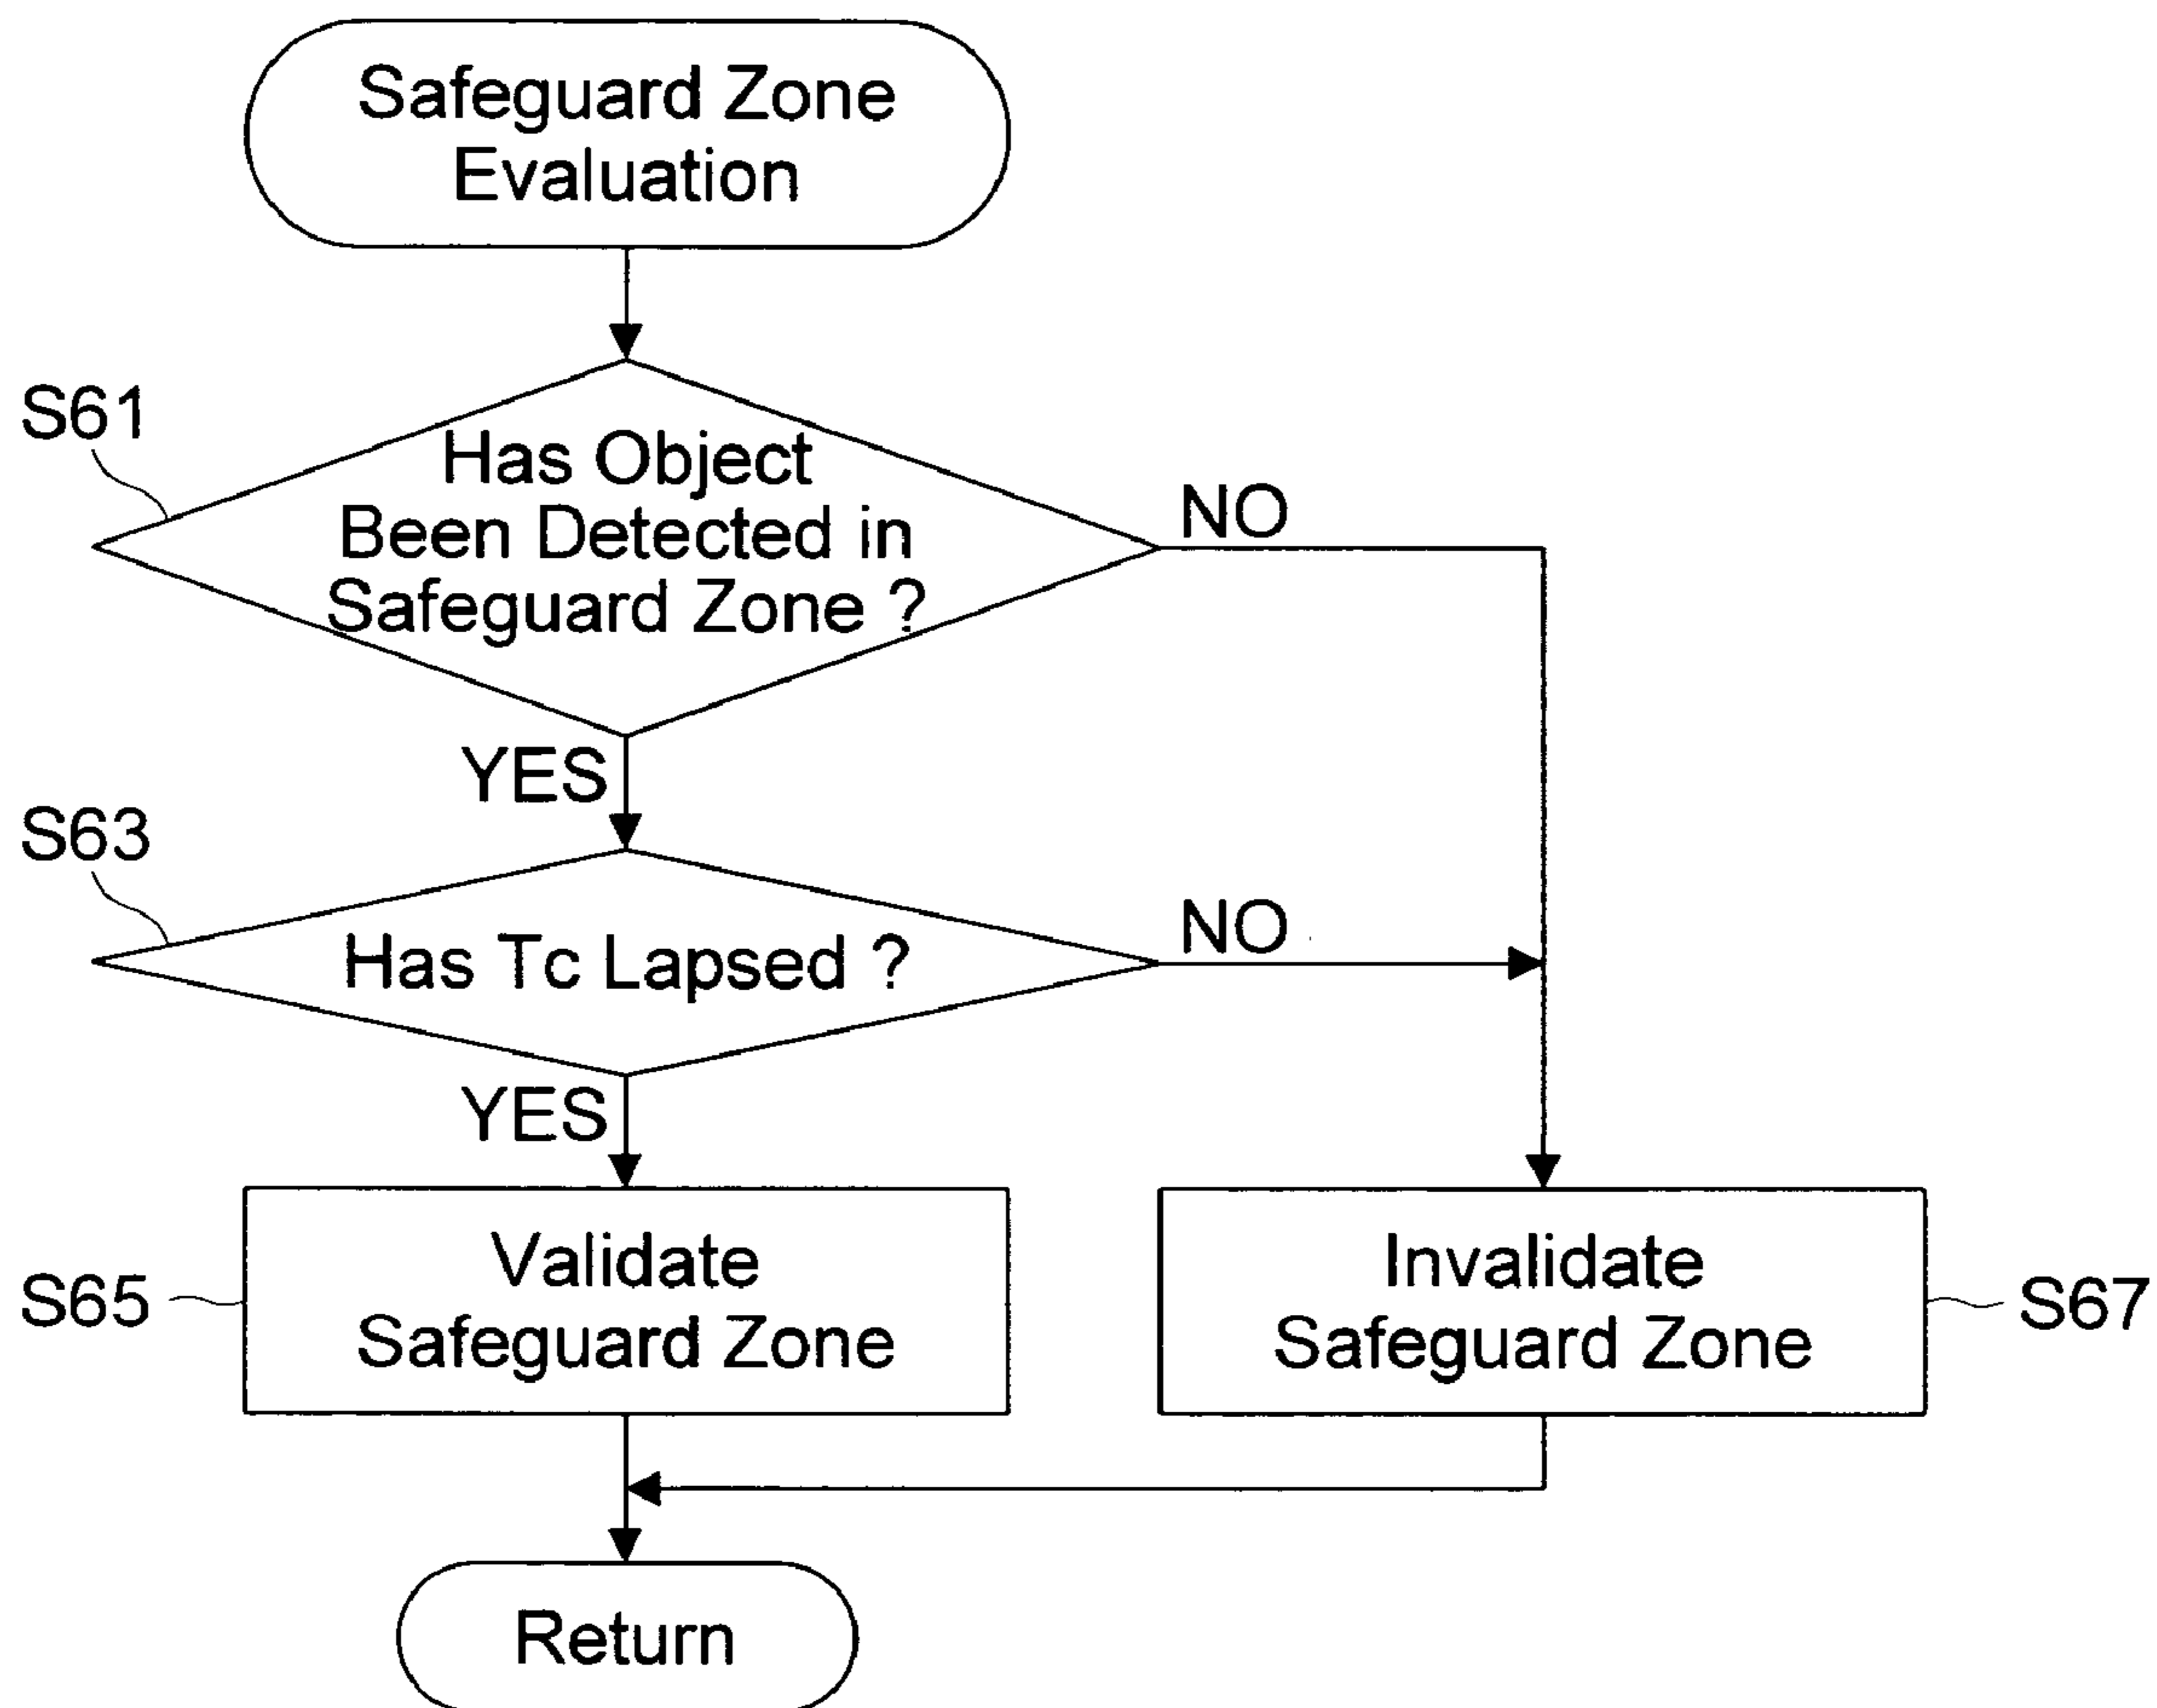 Safeguard Zone
Evaluation
S61
Has Object
Been Detected in
Safeguard Zone ?
NO
YES
S63
Has Tc Lapsed ?
NO
YES
S65
Validate
Safeguard Zone
Invalidate
Safeguard Zone
S67
Return